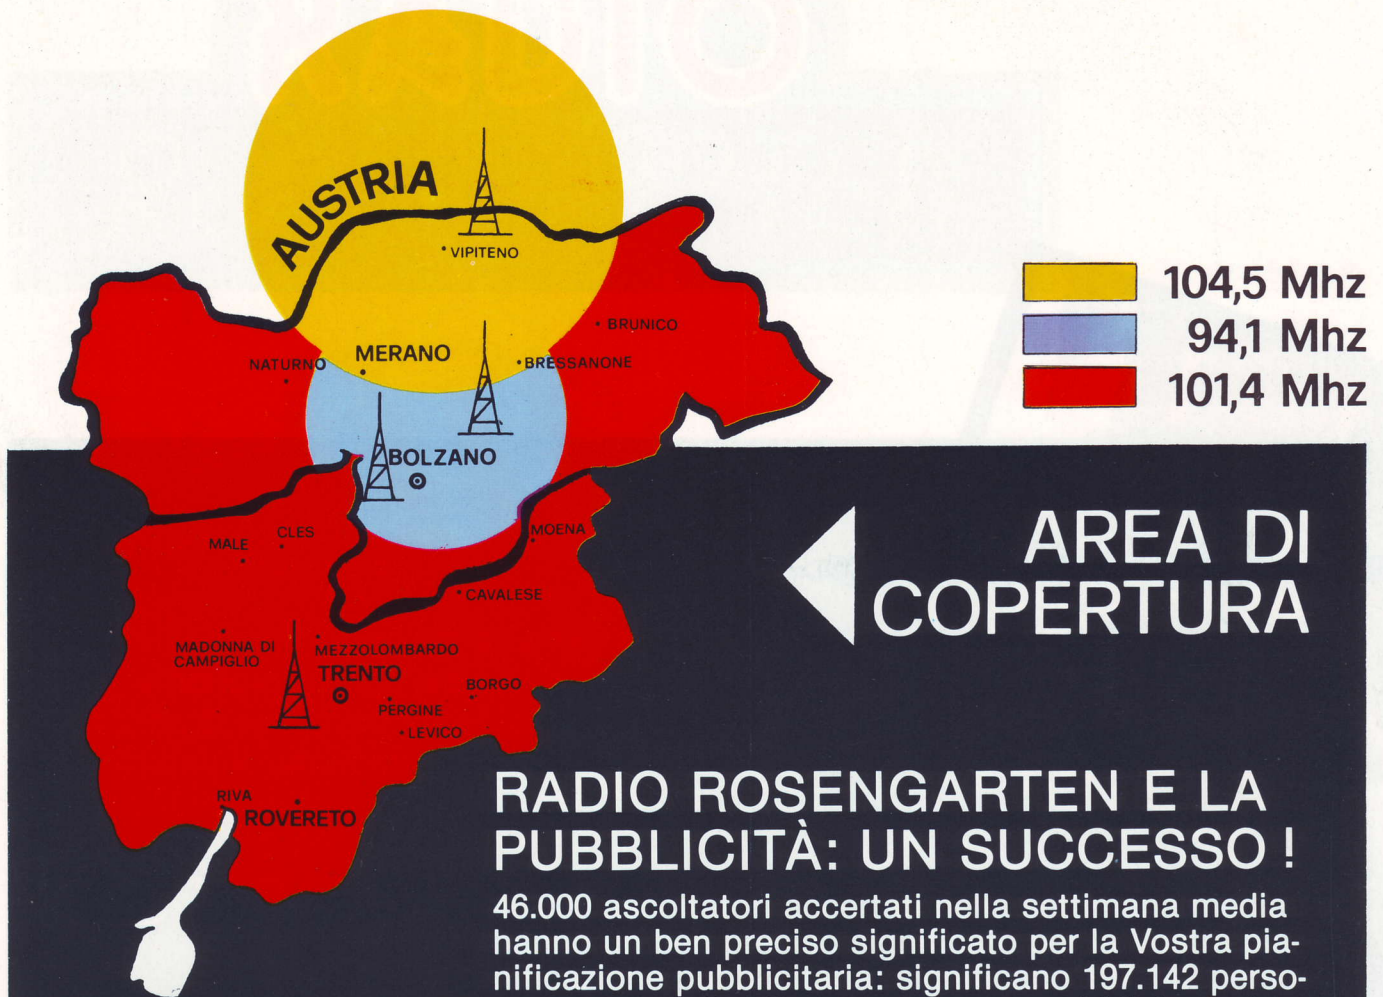 AUSTRIA
VIPITENO
BRUNICO
MERANO
NATURNO
BRESSANONE
BOLZANO
MOENA
CLES
MALE
CAVALESE
MADONNA DI
CAMPIGLIO
MEZZOLOMBARDO
TRENTO
BORGO
PERGINE
LEVICO
RIVA
ROVERETO
104,5 Mhz
94,1 Mhz
101,4 Mhz
AREA DI
COPERTURA
RADIO ROSENGARTEN E LA
PUBBLICITÀ: UN SUCCESSO !
46.000 ascoltatori accertati nella settimana media
hanno un ben preciso significato per la Vostra pia-
nificazione pubblicitaria: significano 197.142 perso-